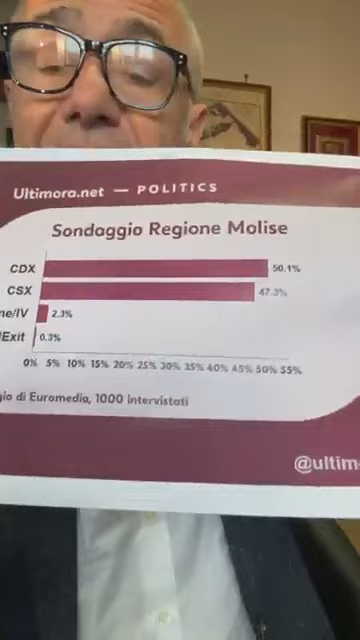 Ultimora.net — POLITICS
Sondaggio Regione Molise
CDX 50.1%
CSX 47.3%
ne/IV 2.3%
Exit 0.3%
0% 5% 10% 15% 20% 25% 30% 35% 40% 45% 50% 55%
gio di Euromedia, 1000 intervistati
@ultim